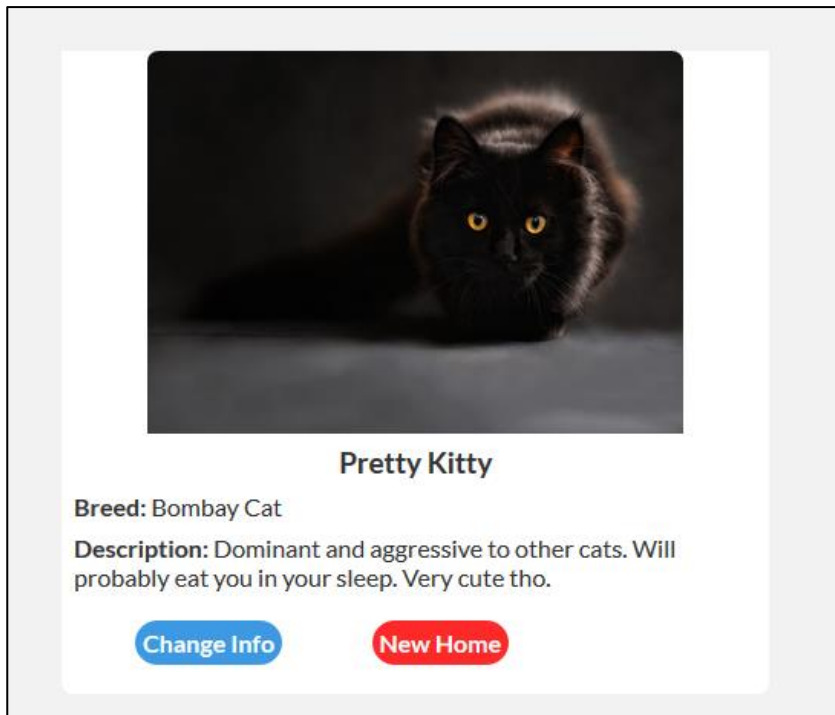 Pretty Kitty
Breed: Bombay Cat
Description: Dominant and aggressive to other cats. Will
probably eat you in your sleep. Very cute tho.
Change Info
New Home